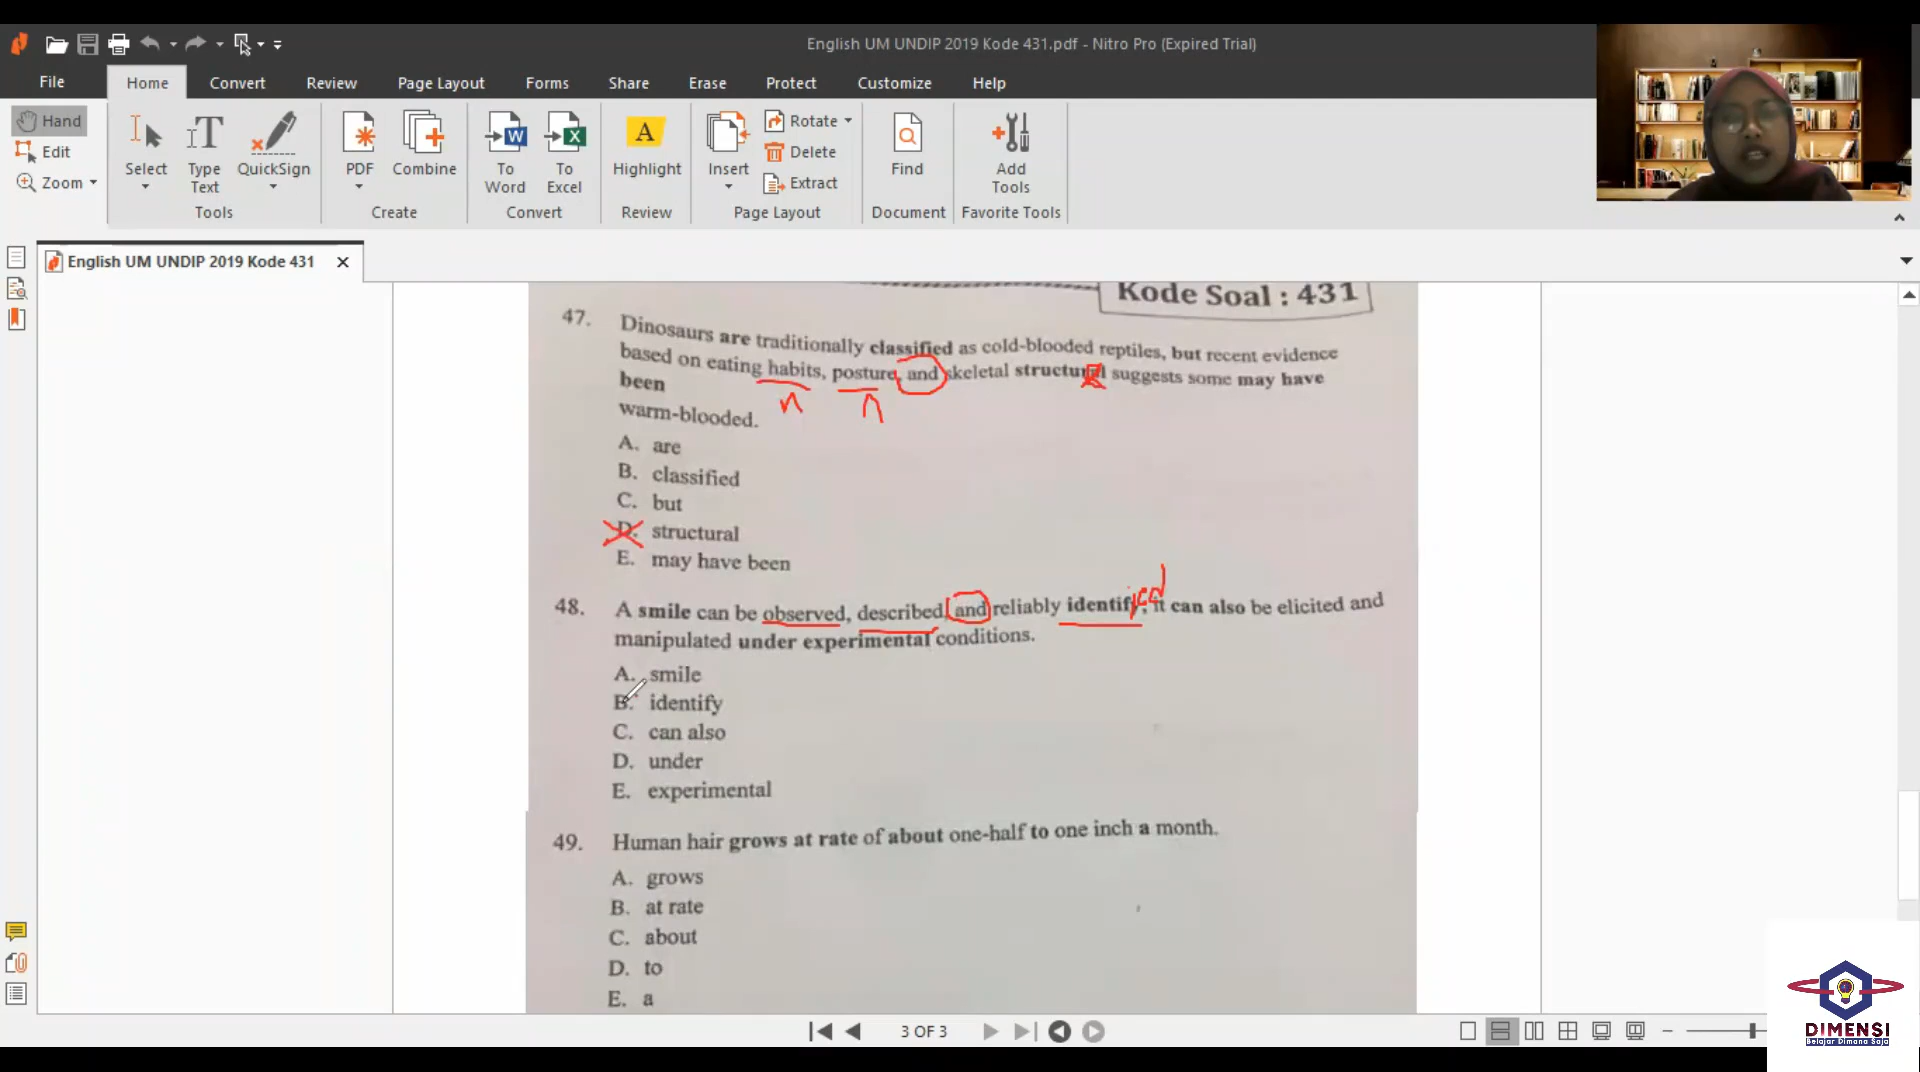 English UM UNDIP 2019 Kode 431.pdf - Nitro Pro (Expired Trial)
File Home Convert Review Page Layout Forms Share Erase Protect Customize Help
Hand
Edit
Zoom
Select
Type Text
QuickSign
Tools
PDF
Combine
Create
To Word
To Excel
Convert
Highlight
Review
Insert
Rotate
Delete
Extract
Page Layout
Find
Document
Add Tools
Favorite Tools
English UM UNDIP 2019 Kode 431
Kode Soal : 431
47. Dinosaurs are traditionally classified as cold-blooded reptiles, but recent evidence
based on eating habits, posture, and skeletal structural suggests some may have
been
warm-blooded.
n n
A. are
B. classified
C. but
D. structural
E. may have been
48. A smile can be observed, described, and reliably identify, it can also be elicited and
ied
manipulated under experimental conditions.
A. smile
B. identify
C. can also
D. under
E. experimental
49. Human hair grows at rate of about one-half to one inch a month.
A. grows
B. at rate
C. about
D. to
E. a
3 OF 3
DIMENSI
Belajar Dimana Saja